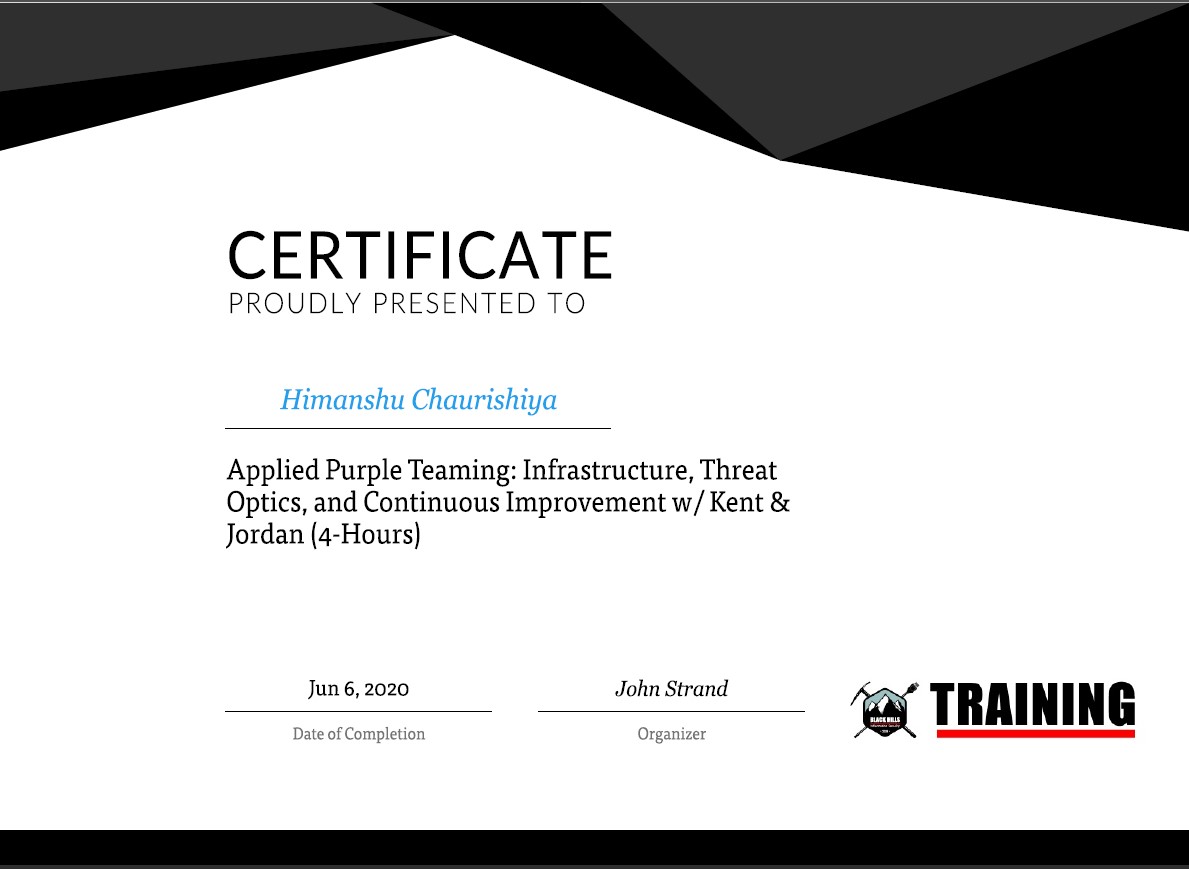 CERTIFICATE
PROUDLY PRESENTED TO
Himanshu Chaurishiya
Applied Purple Teaming: Infrastructure, Threat
Optics, and Continuous Improvement w/ Kent &
Jordan (4-Hours)
Jun 6, 2020
Date of Completion
John Strand
Organizer
BLACK HILLS
TRAINING